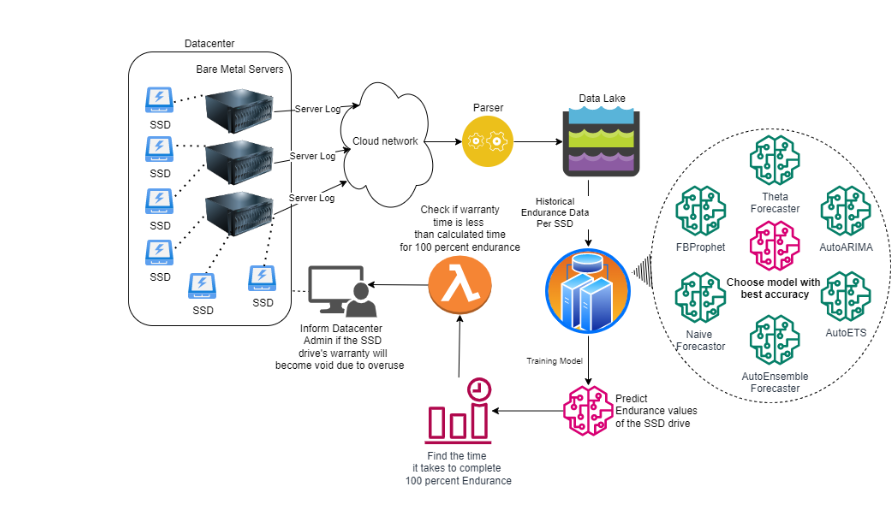 Datacenter
Bare Metal Servers
SSD
SSD
SSD
SSD
SSD
SSD
Server Log
Server Log
Server Log
Cloud network
Parser
Data Lake
Historical
Endurance Data
Per SSD
Theta
Forecaster
FBProphet
AutoARIMA
Choose model with
best accuracy
Naive
Forecastor
AutoETS
AutoEnsemble
Forecaster
Training Model
Predict
Endurance values
of the SSD drive
Find the time
it takes to complete
100 percent Endurance
Check if warranty
time is less
than calculated time
for 100 percent endurance
Inform Datacenter
Admin if the SSD
drive's warranty will
become void due to overuse